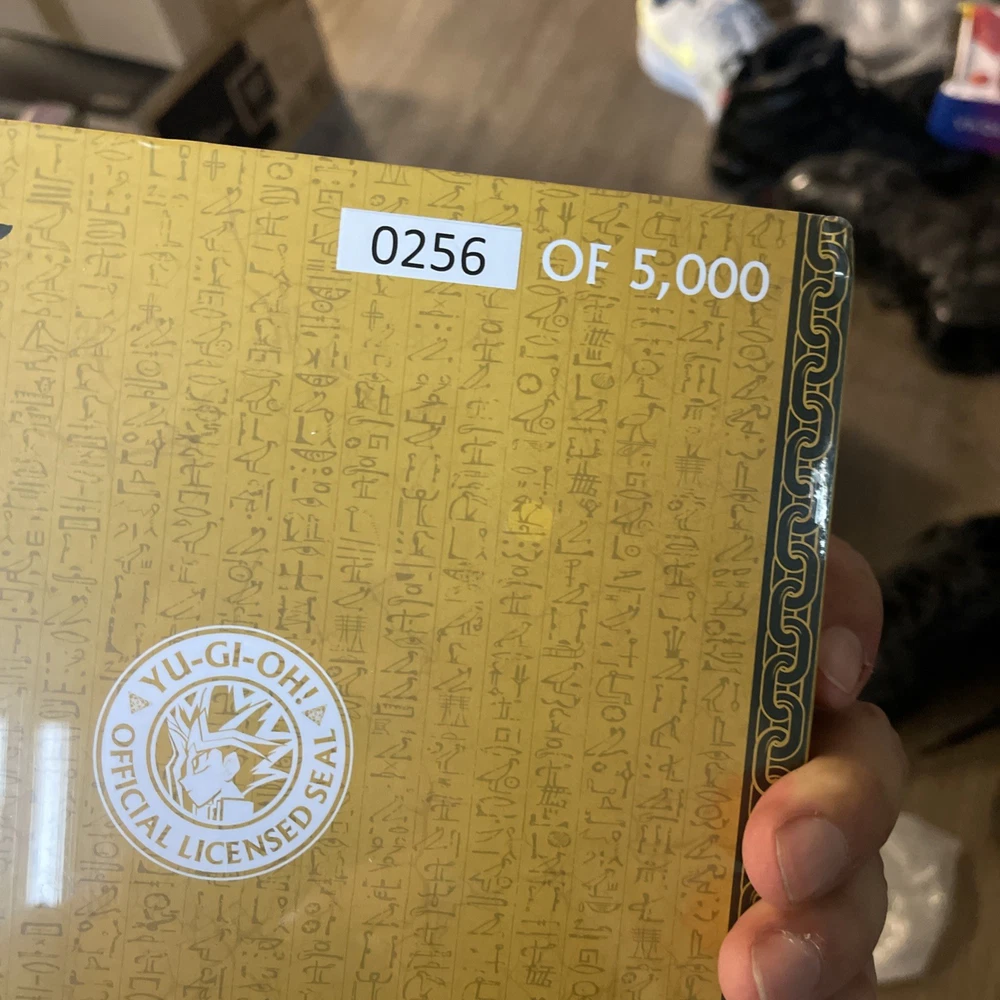 0256 OF 5,000
YU-GI-OH!
OFFICIAL LICENSED SEAL